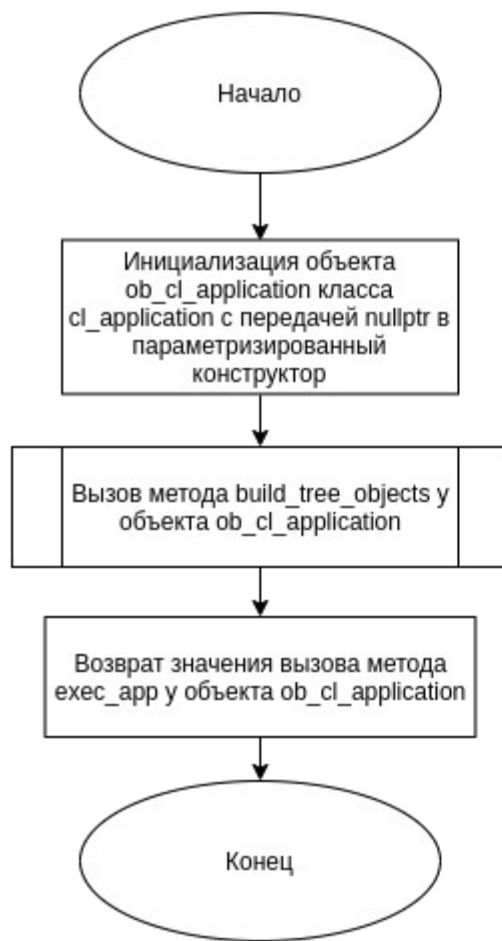 Начало
Инициализация объекта
ob_cl_application класса
cl_application с передачей nullptr в
параметризированный
конструктор
Вызов метода build_tree_objects у
объекта ob_cl_application
Возврат значения вызова метода
exec_app у объекта ob_cl_application
Конец